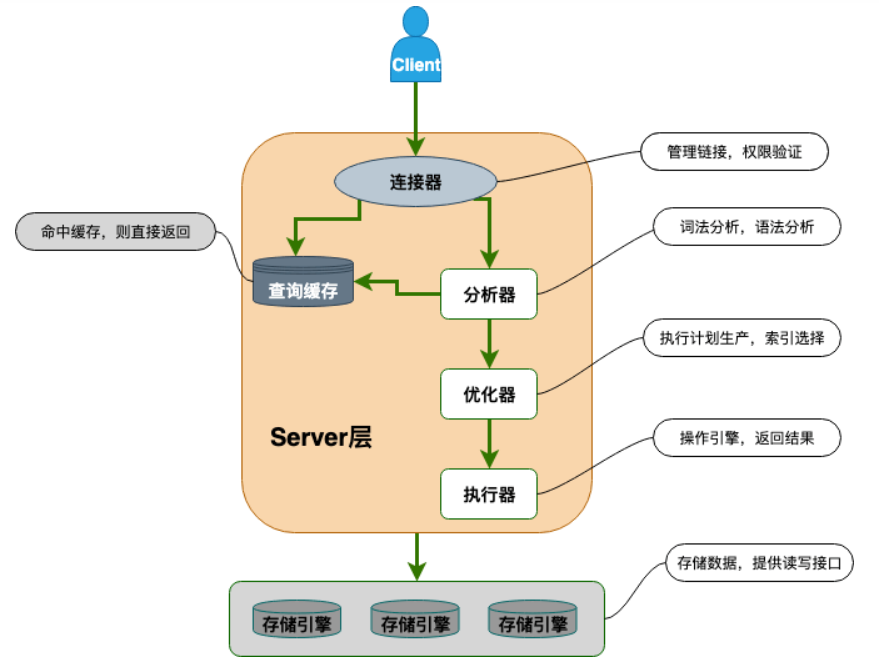 Client
连接器
管理链接，权限验证
命中缓存，则直接返回
词法分析，语法分析
查询缓存
分析器
执行计划生产，索引选择
优化器
Server层
操作引擎，返回结果
执行器
存储数据，提供读写接口
存储引擎
存储引擎
存储引擎